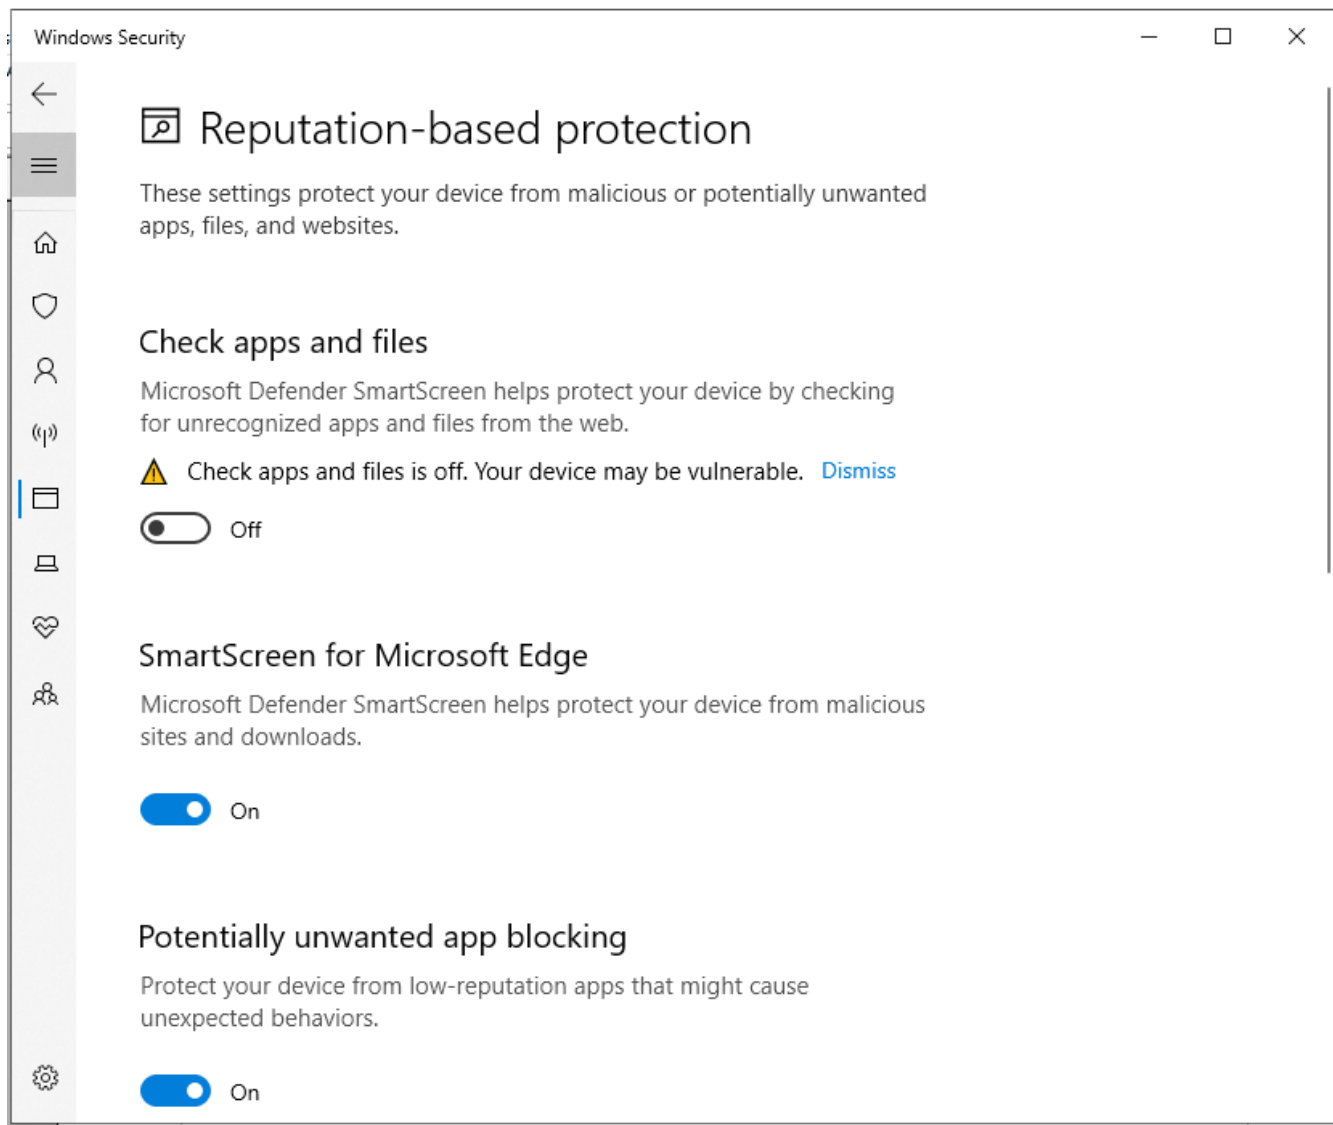 Windows Security
Reputation-based protection
These settings protect your device from malicious or potentially unwanted
apps, files, and websites.
Check apps and files
Microsoft Defender SmartScreen helps protect your device by checking
for unrecognized apps and files from the web.
Check apps and files is off. Your device may be vulnerable. Dismiss
Off
SmartScreen for Microsoft Edge
Microsoft Defender SmartScreen helps protect your device from malicious
sites and downloads.
On
Potentially unwanted app blocking
Protect your device from low-reputation apps that might cause
unexpected behaviors.
On